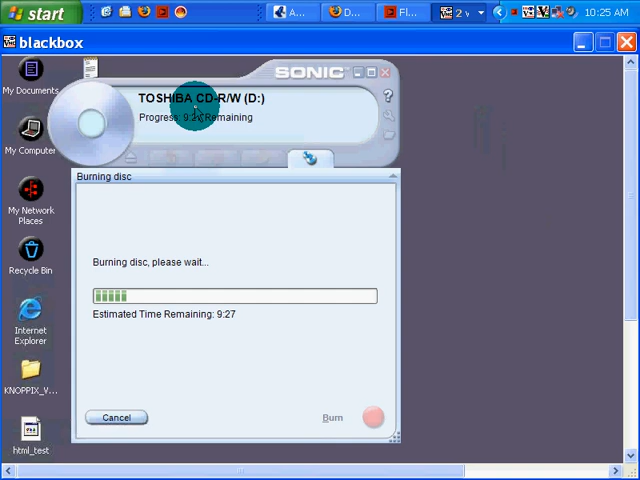 start
A...
D...
Fl...
2 v
10:25 AM
blackbox
My Documents
My Computer
My Network
Places
Recycle Bin
Internet
Explorer
KNOPPIX_V...
html_test
SONIC
TOSHIBA CD-R/W (D:)
Progress: Remaining
?
Burning disc
Burning disc, please wait...
Estimated Time Remaining: 9:27
Cancel
Burn